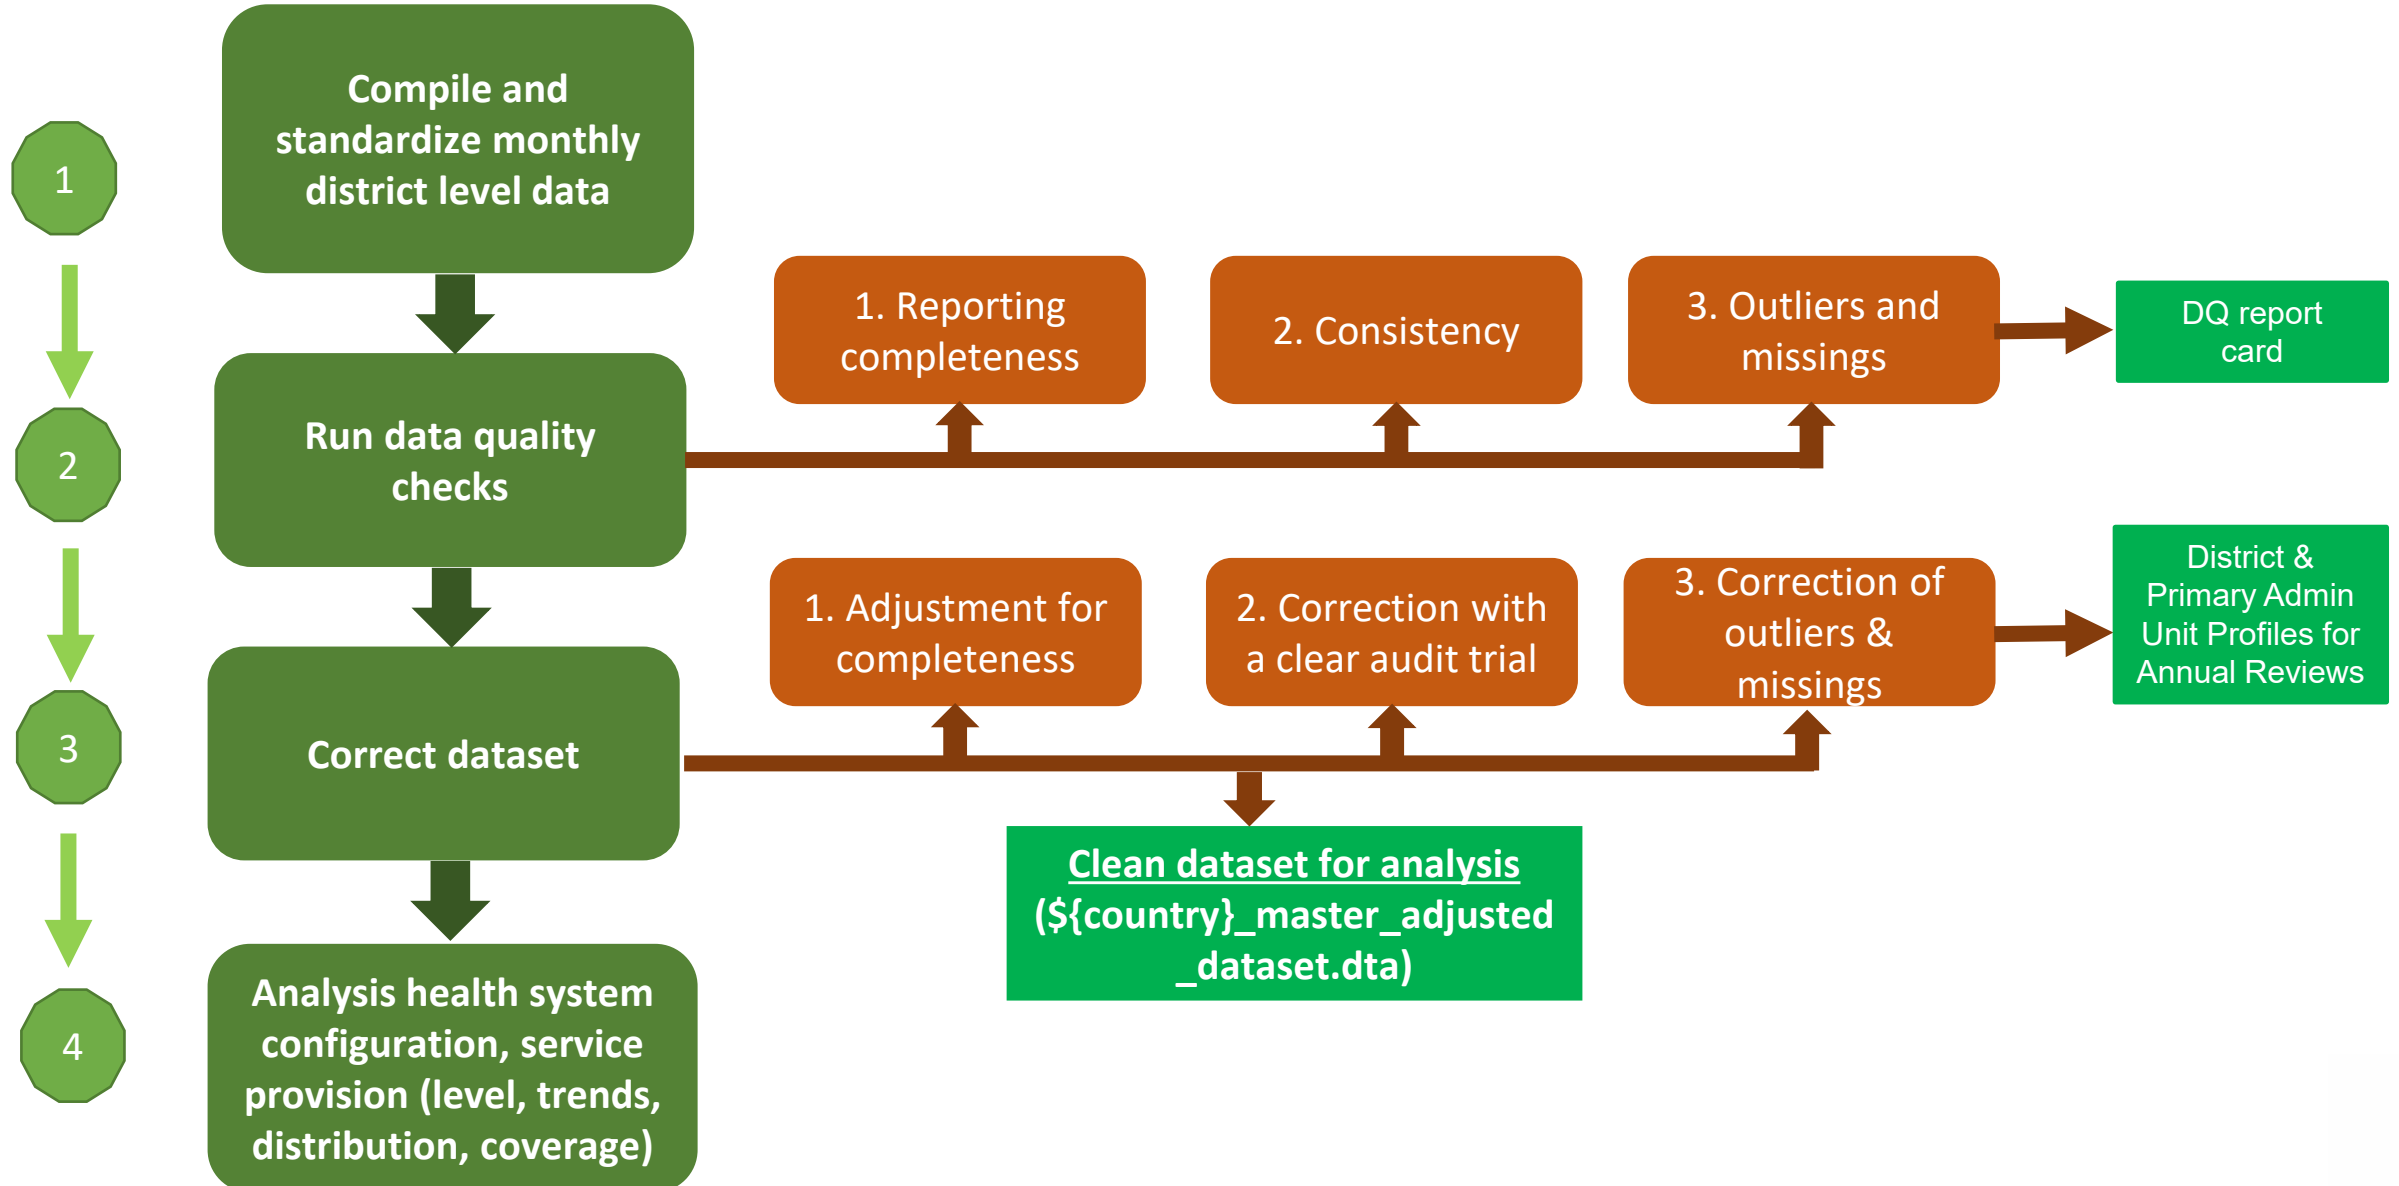 1
Compile and
standardize monthly
district level data
2
Run data quality
checks
1. Reporting
completeness
2. Consistency
3. Outliers and
missings
DQ report
card
3
Correct dataset
1. Adjustment for
completeness
2. Correction with
a clear audit trial
3. Correction of
outliers &
missings
District &
Primary Admin
Unit Profiles for
Annual Reviews
Clean dataset for analysis
(${country}_master_adjusted
_dataset.dta)
4
Analysis health system
configuration, service
provision (level, trends,
distribution, coverage)